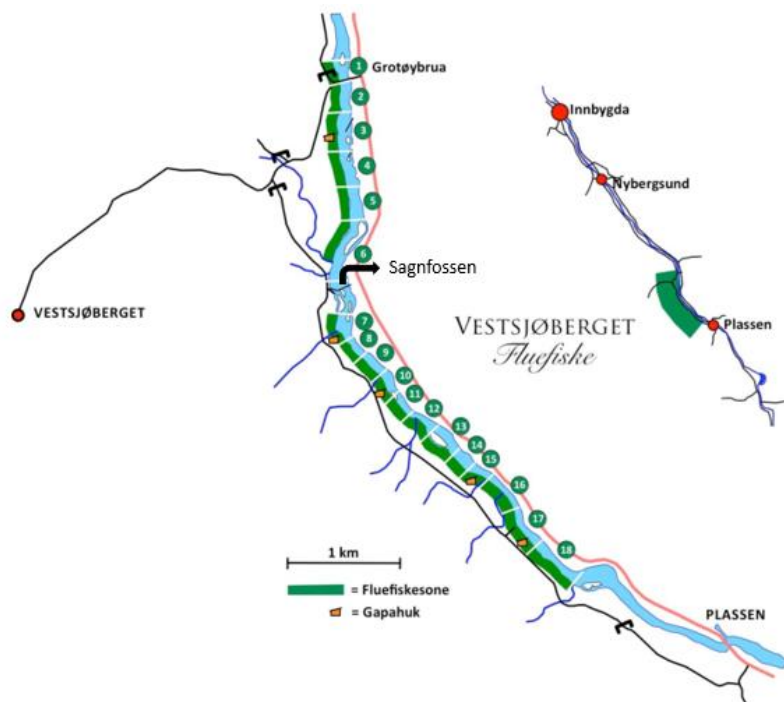 1
Grotøybrua
2
3
4
5
6
Sagnfossen
VESTSJØBERGET
7
8
9
10
11
12
13
14
15
16
17
18
1 km
= Fluefiskesone
= Gapahuk
PLASSEN
Innbygda
Nybergsund
Plassen
VESTSJØBERGET
Fluefiske